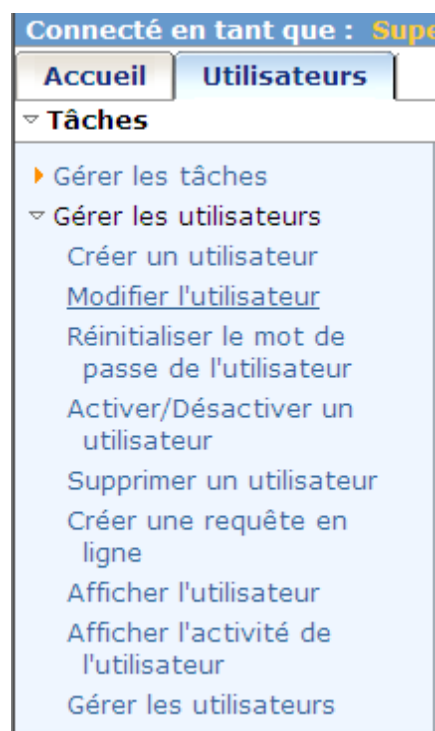 Connecté en tant que :
Accueil Utilisateurs
Tâches
Gérer les tâches
Gérer les utilisateurs
Créer un utilisateur
Modifier l'utilisateur
Réinitialiser le mot de
passe de l'utilisateur
Activer/Désactiver un
utilisateur
Supprimer un utilisateur
Créer une requête en
ligne
Afficher l'utilisateur
Afficher l'activité de
l'utilisateur
Gérer les utilisateurs